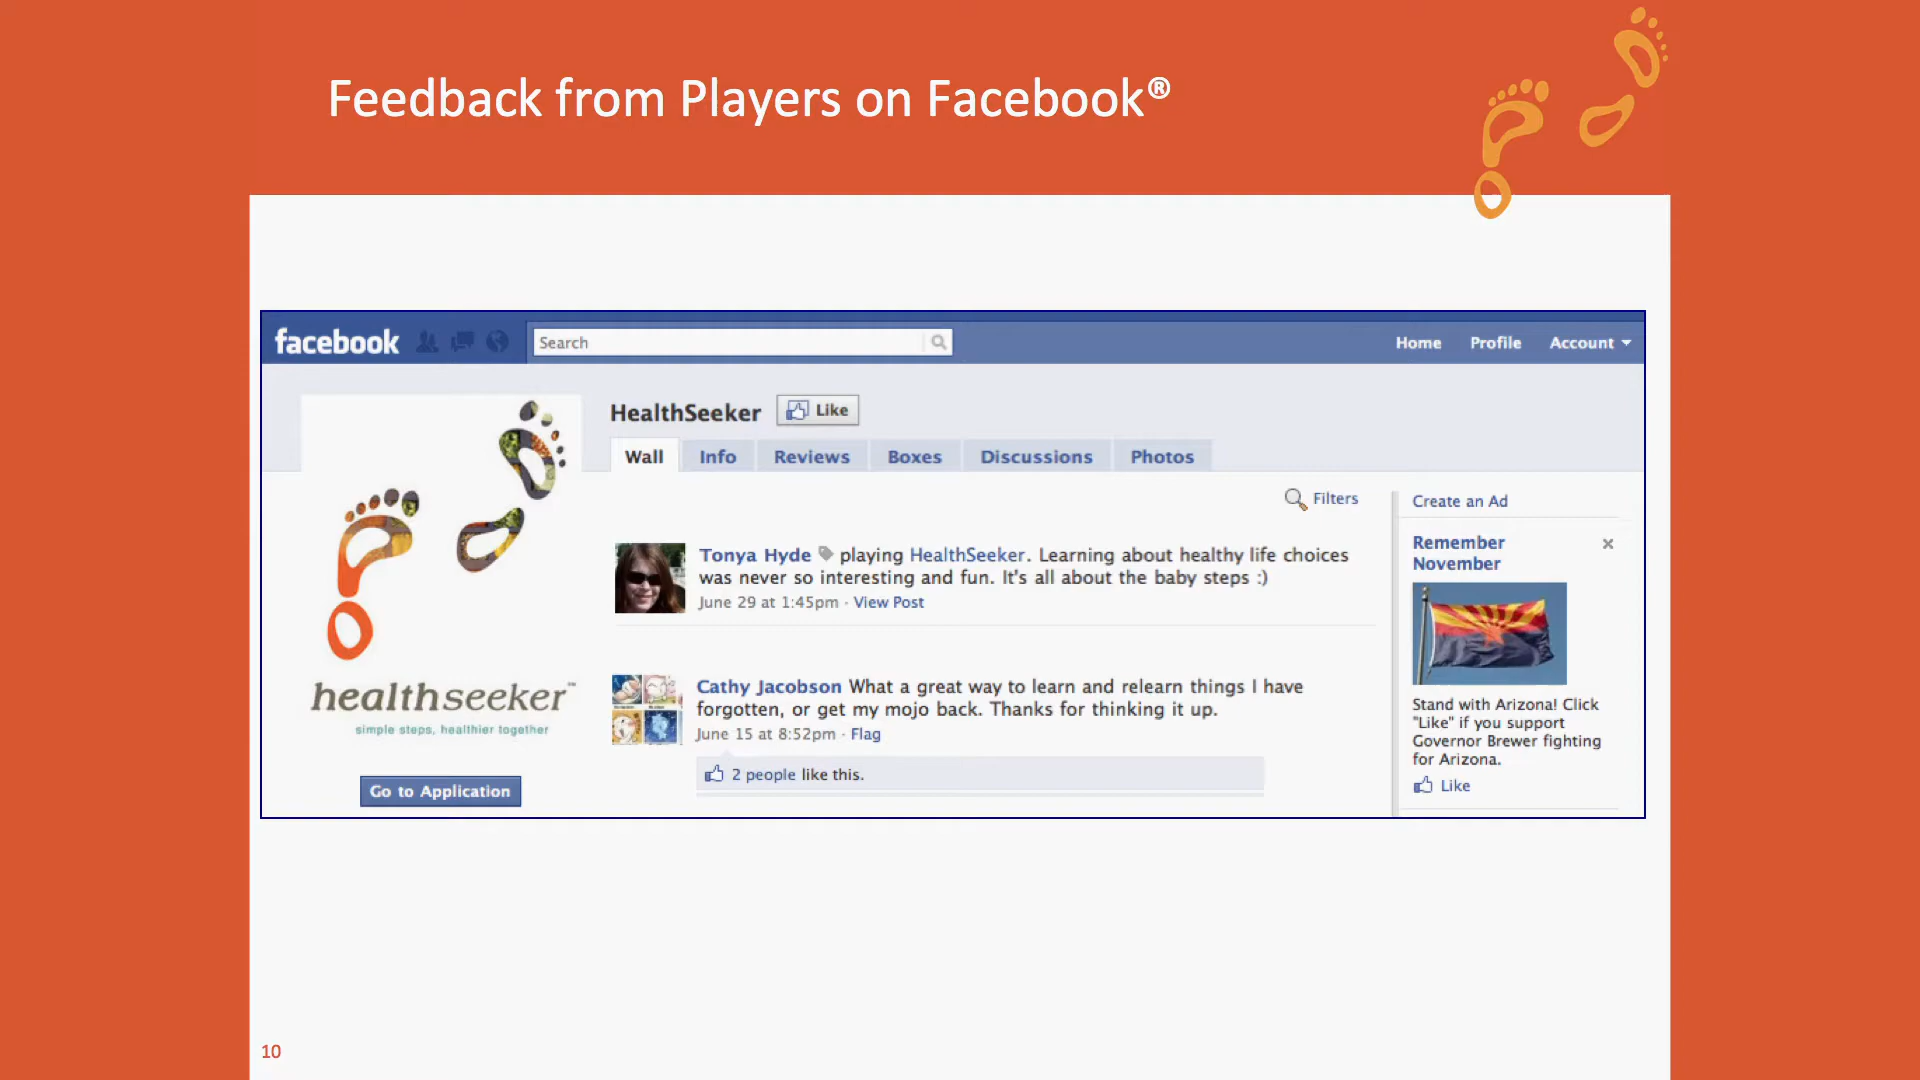 Feedback from Players on Facebook®
facebook
Search
Home Profile Account
HealthSeeker Like
Wall Info Reviews Boxes Discussions Photos
Filters
Tonya Hyde playing HealthSeeker. Learning about healthy life choices
was never so interesting and fun. It's all about the baby steps :)
June 29 at 1:45pm · View Post
Cathy Jacobson What a great way to learn and relearn things I have
forgotten, or get my mojo back. Thanks for thinking it up.
June 15 at 8:52pm · Flag
2 people like this.
healthseeker™
simple steps, healthier together
Go to Application
Create an Ad
Remember
November
Stand with Arizona! Click
"Like" if you support
Governor Brewer fighting
for Arizona.
Like
10